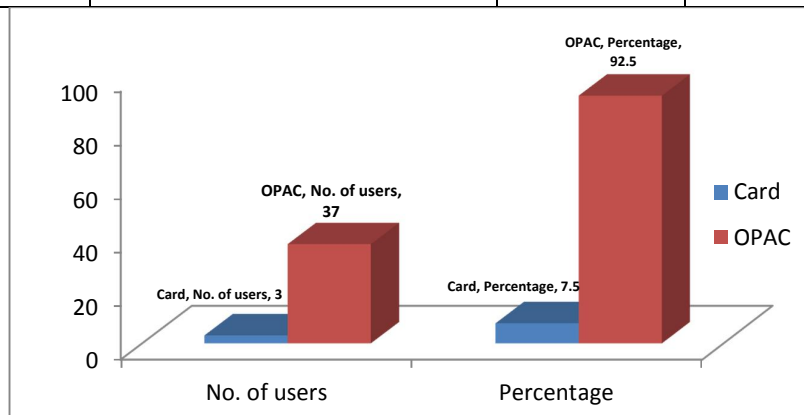 OPAC, Percentage,
92.5
100
80
60
40
20
0
OPAC, No. of users,
37
Card, No. of users, 3
Card, Percentage, 7.5
Card
OPAC
No. of users
Percentage